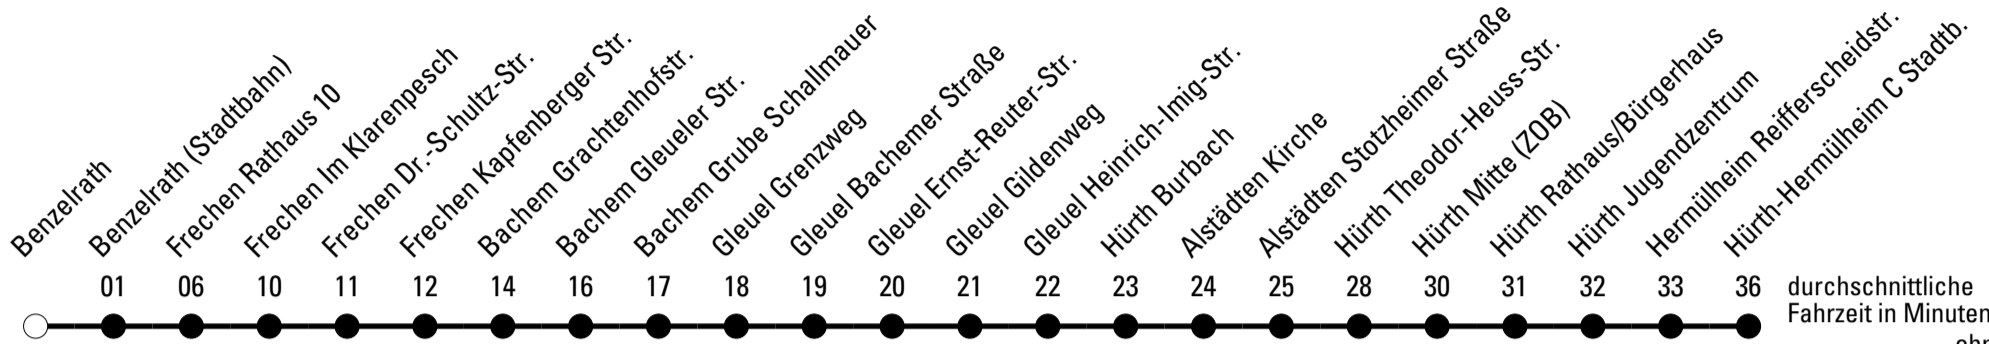 Benzelrath
Benzelrath (Stadtbahn)
Frechen Rathaus 10
Frechen Im Klarenpesch
Frechen Dr.-Schultz-Str.
Frechen Kapfenberger Str.
Bachem Grachtenhofstr.
Bachem Gleueler Str.
Bachem Grube Schallmauer
Gleuel Grenzweg
Gleuel Bachemer Straße
Gleuel Ernst-Reuter-Str.
Gleuel Gildenweg
Gleuel Heinrich-Imig-Str.
Hürth Burbach
Alstädten Kirche
Alstädten Stotzheimer Straße
Hürth Theodor-Heuss-Str.
Hürth Mitte (ZOB)
Hürth Rathaus/Bürgerhaus
Hürth Jugendzentrum
Hermülheim Reifferscheidstr.
Hürth-Hermülheim C Stadtb.
01 06 10 11 12 14 16 17 18 19 20 21 22 23 24 25 28 30 31 32 33 36
durchschnittliche
Fahrzeit in Minuten